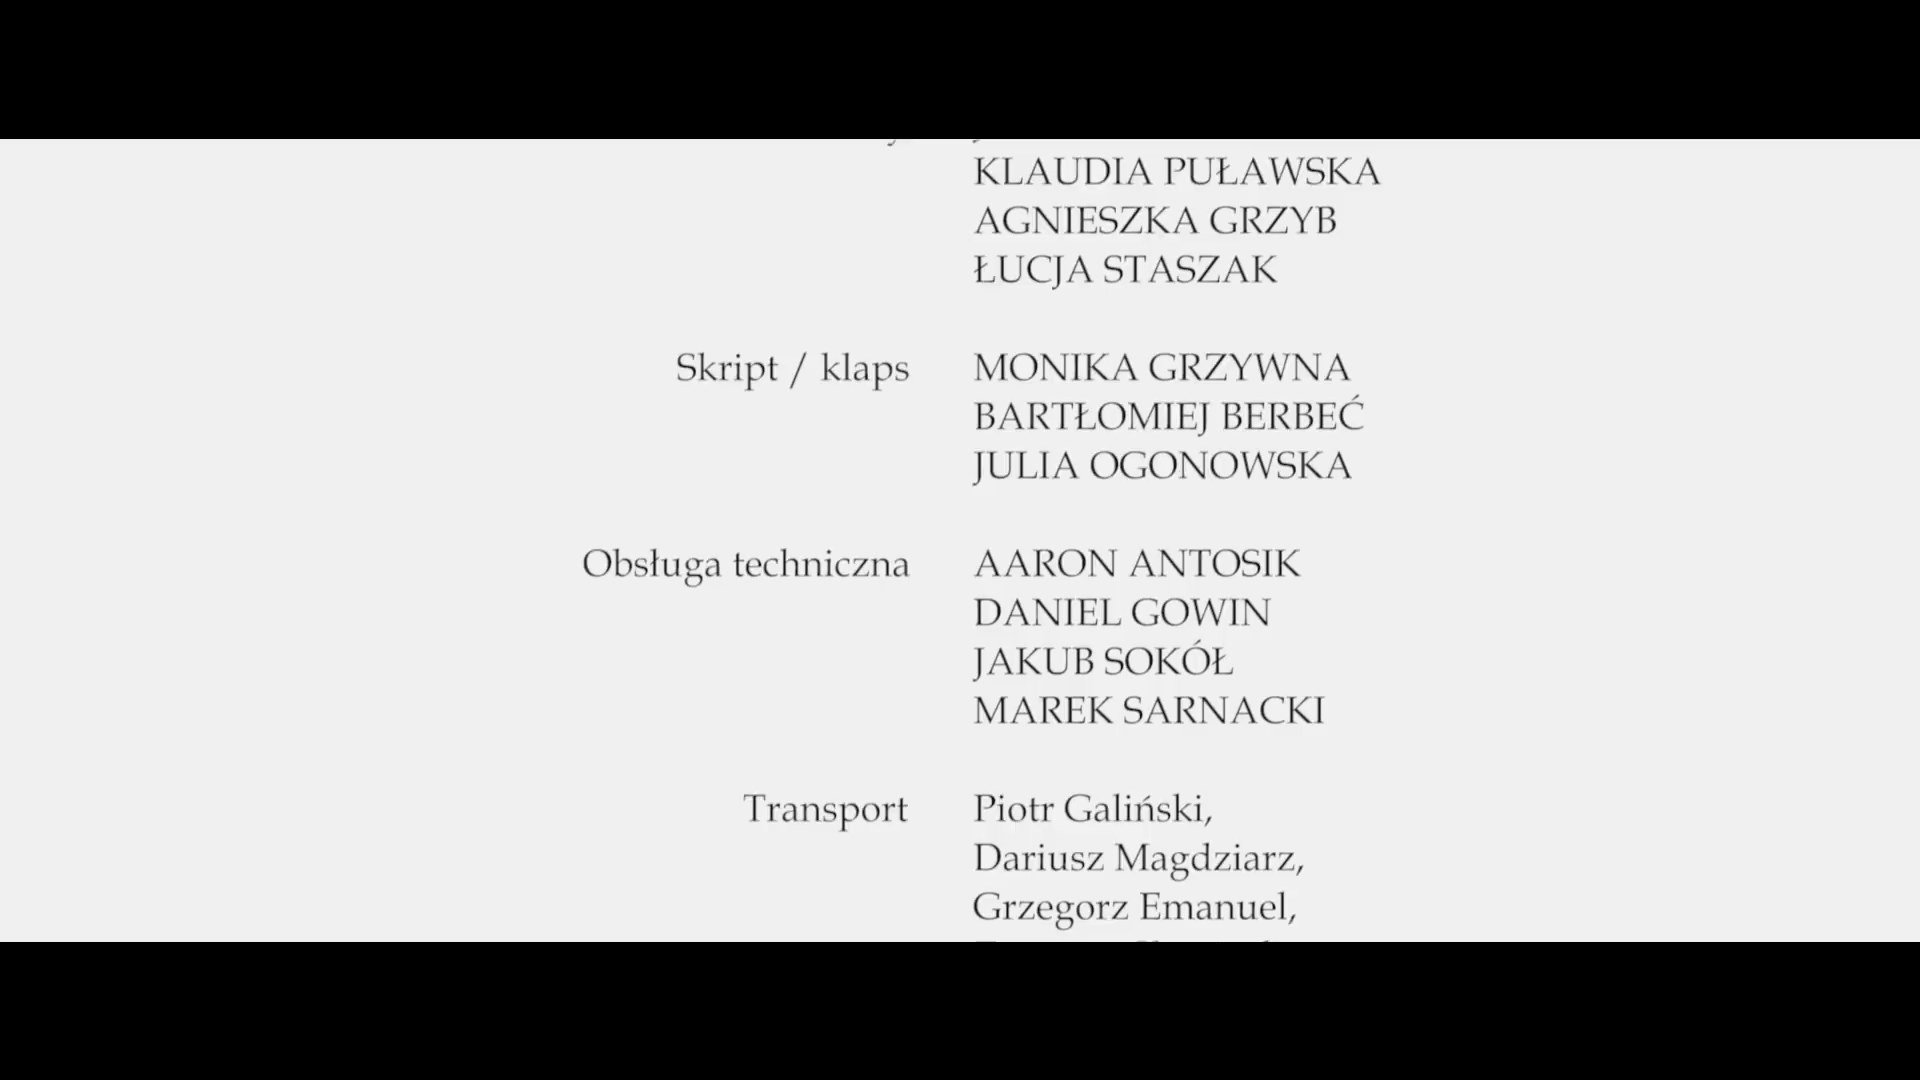 KLAUDIA PUŁAWSKA
AGNIESZKA GRZYB
ŁUCJA STASZAK
Skript / klaps MONIKA GRZYWNA
BARTŁOMIEJ BERBEĆ
JULIA OGONOWSKA
Obsługa techniczna AARON ANTOSIK
DANIEL GOWIN
JAKUB SOKÓŁ
MAREK SARNACKI
Transport Piotr Galiński,
Dariusz Magdziarz,
Grzegorz Emanuel,